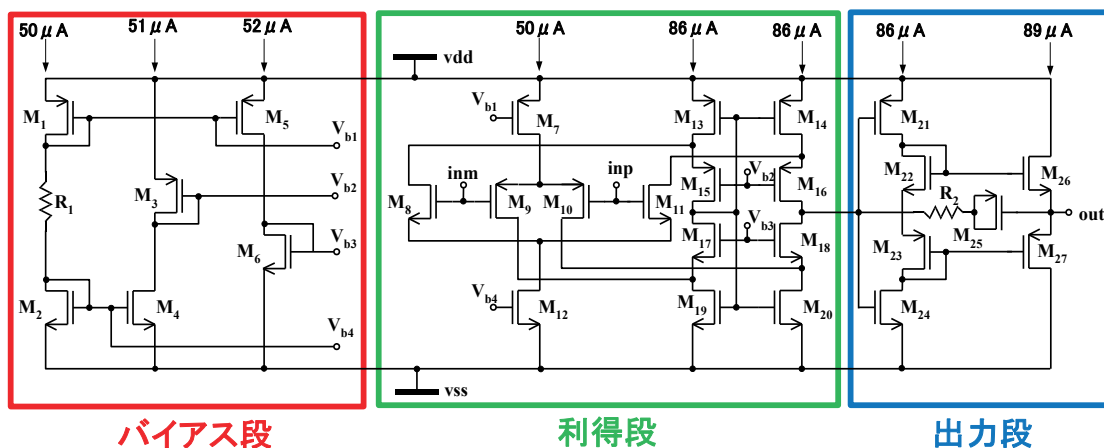 50μA
51μA
52μA
50μA
86μA
86μA
86μA
89μA
vdd
M1
M5
Vb1
M3
Vb2
R1
M6
Vb3
M2
M4
Vb4
Vb1
M7
M13
M14
inm
inp
M15
Vb2
M16
M8
M9
M10
M11
Vb3
M17
M18
Vb4
M12
M19
M20
M21
M22
M26
R2
out
M23
M25
M27
M24
vss
バイアス段
利得段
出力段